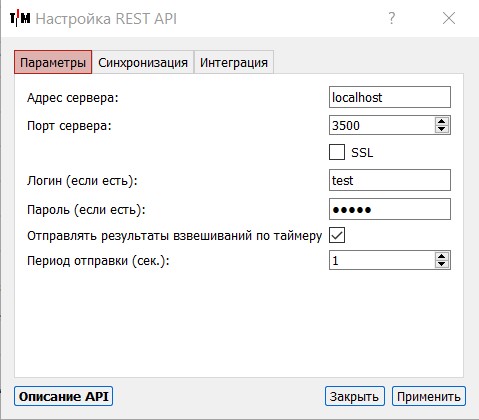 T/M Настройка REST API ?
Параметры Синхронизация Интеграция
Адрес сервера: localhost
Порт сервера: 3500
SSL
Логин (если есть): test
Пароль (если есть): ●●●●●
Отправлять результаты взвешиваний по таймеру
Период отправки (сек.): 1
Описание API Закрыть Применить